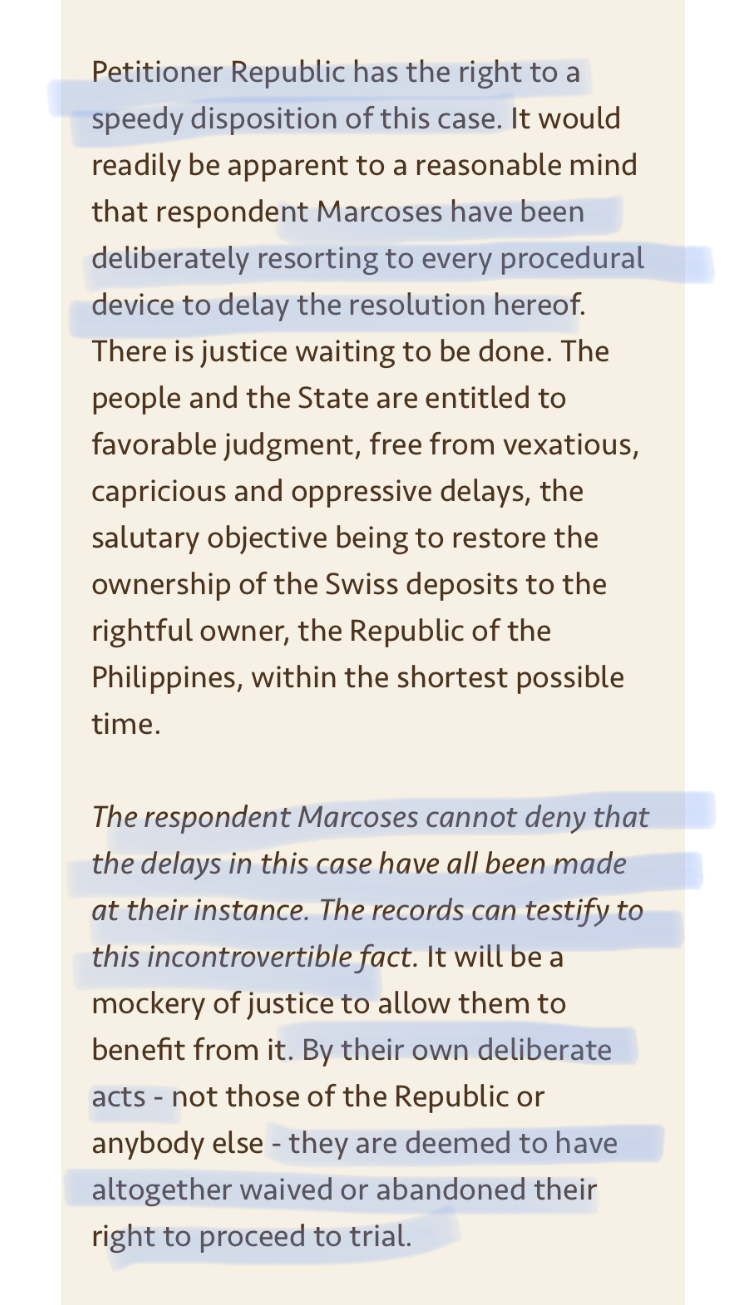 Petitioner Republic has the right to a
speedy disposition of this case. It would
readily be apparent to a reasonable mind
that respondent Marcoses have been
deliberately resorting to every procedural
device to delay the resolution hereof.
There is justice waiting to be done. The
people and the State are entitled to
favorable judgment, free from vexatious,
capricious and oppressive delays, the
salutary objective being to restore the
ownership of the Swiss deposits to the
rightful owner, the Republic of the
Philippines, within the shortest possible
time.
The respondent Marcoses cannot deny that
the delays in this case have all been made
at their instance. The records can testify to
this incontrovertible fact. It will be a
mockery of justice to allow them to
benefit from it. By their own deliberate
acts - not those of the Republic or
anybody else - they are deemed to have
altogether waived or abandoned their
right to proceed to trial.